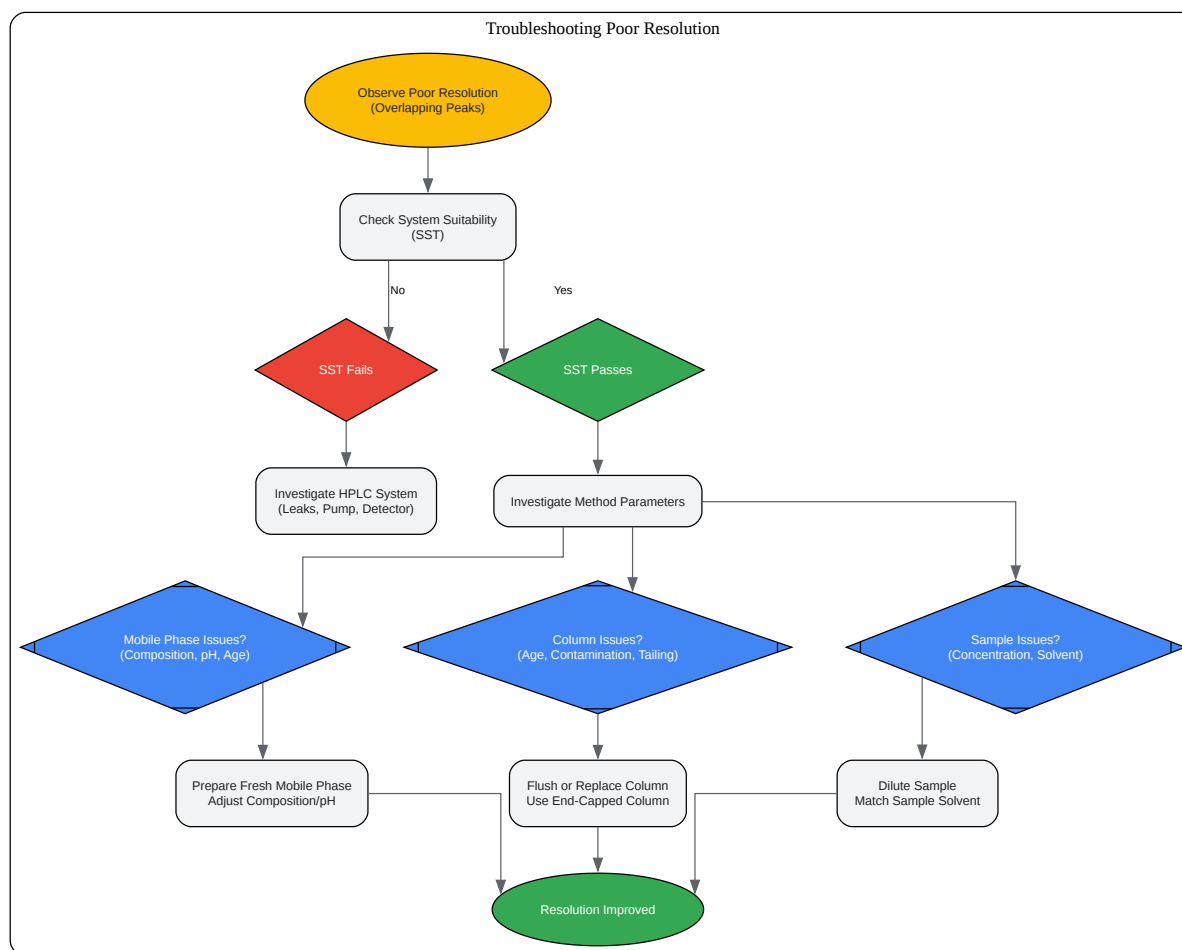 Troubleshooting Poor Resolution
Observe Poor Resolution
(Overlapping Peaks)
Check System Suitability
(SST)
No
Yes
SST Fails
SST Passes
Investigate HPLC System
(Leaks, Pump, Detector)
Investigate Method Parameters
Mobile Phase Issues?
(Composition, pH, Age)
Column Issues?
(Age, Contamination, Tailing)
Sample Issues?
(Concentration, Solvent)
Prepare Fresh Mobile Phase
Adjust Composition/pH
Flush or Replace Column
Use End-Capped Column
Dilute Sample
Match Sample Solvent
Resolution Improved